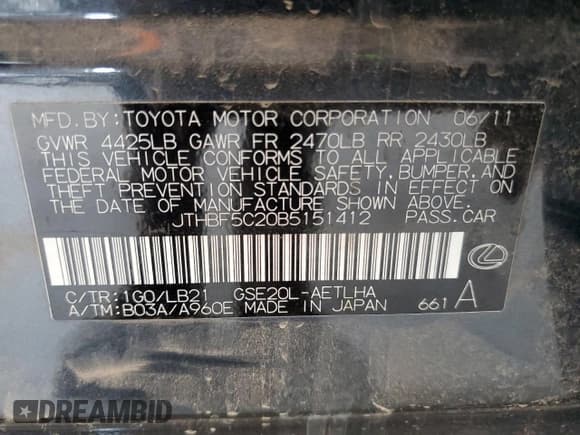 MFD.BY: TOYOTA MOTOR CORPORATION 06/11
GVWR 4425LB GAWR FR 2470LB RR 2430LB
THIS VEHICLE CONFORMS TO ALL APPLICABLE
FEDERAL MOTOR VEHICLE SAFETY, BUMPER, AND
THEFT PREVENTION STANDARDS IN EFFECT ON
THE DATE OF MANUFACTURE SHOWN ABOVE.
JTHBF5C20B5151412 PASS.CAR
C/TR:1G0/LB21 GSE20L-AETLHA
A/TM:B03A/A960E MADE IN JAPAN 661 A
DREAMBID